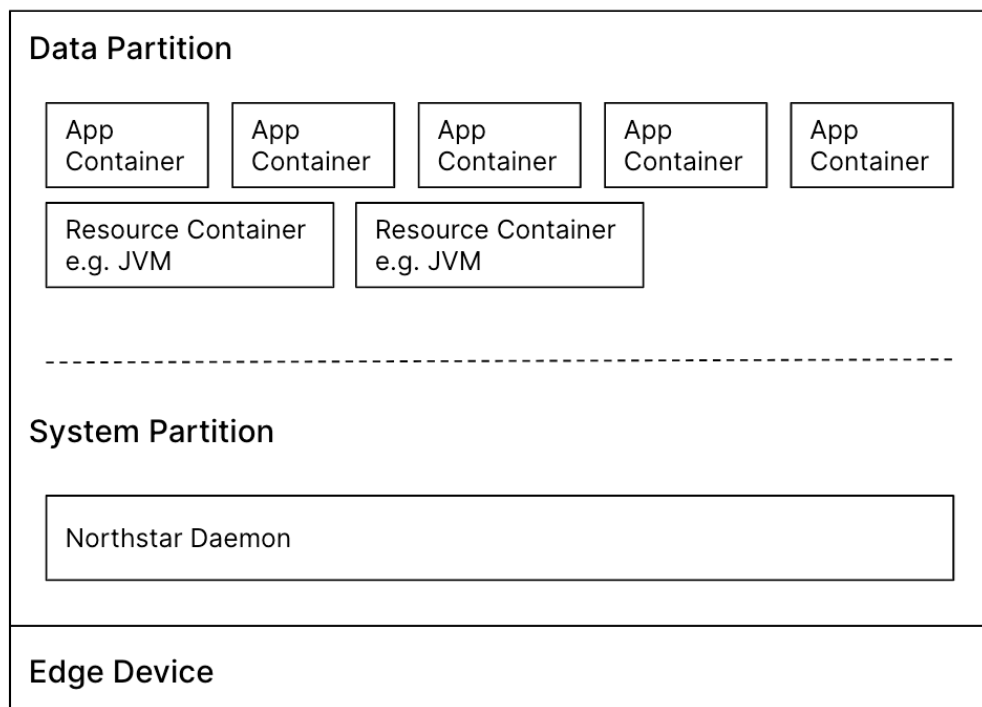 Data Partition
App
Container
App
Container
App
Container
App
Container
App
Container
Resource Container
e.g. JVM
Resource Container
e.g. JVM
System Partition
Northstar Daemon
Edge Device